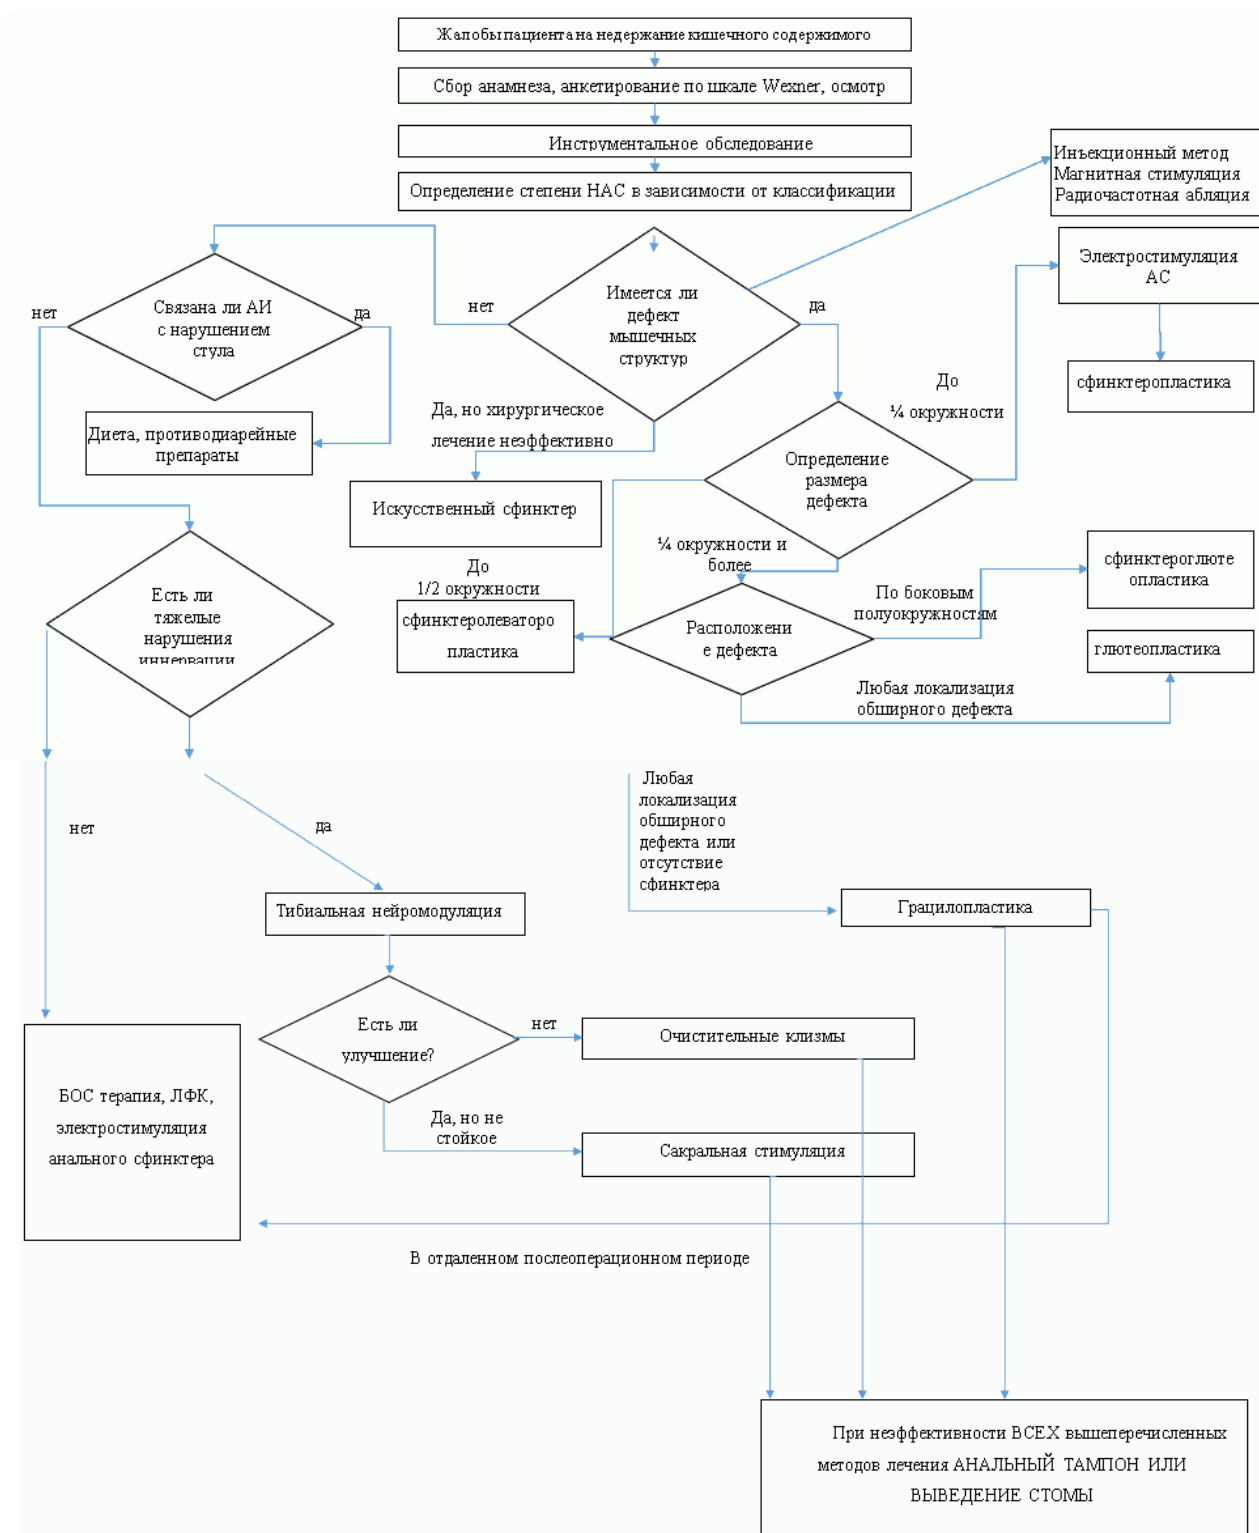 Жалобы пациента на недержание кишечного содержимого
Сбор анамнеза, анкетирование по шкале Wexner, осмотр
Инструментальное обследование
Определение степени НАС в зависимости от классификации
Инъекционный метод
Магнитная стимуляция
Радиочастотная абляция
Электростимуляция
АС
сфинктеропластика
Имеется ли
дефект
мышечных
структур
нет
да
Связана ли АИ
с нарушением
стула
нет
да
Диета, противодиарейные
препараты
Да, но хирургическое
лечение неэффективно
Искусственный сфинктер
До
¼ окружности
Определение
размера
дефекта
¼ окружности и
более
До
1/2 окружности
сфинктеролеваторо
пластика
Расположени
е дефекта
По боковым
полуокружностям
сфинктероглюте
опластика
глютеопластика
Любая локализация
обширного дефекта
Есть ли
тяжелые
нарушения
иннервации
нет
да
Любая
локализация
обширного
дефекта или
отсутствие
сфинктера
Тибиальная нейромодуляция
Грацилопластика
Есть ли
улучшение?
нет
Очистительные клизмы
Да, но не
стойкое
Сакральная стимуляция
БОС терапия, ЛФК,
электростимуляция
анального сфинктера
В отдаленном послеоперационном периоде
При неэффективности ВСЕХ вышеперечисленных
методов лечения АНАЛЬНЫЙ ТАМПОН ИЛИ
ВЫВЕДЕНИЕ СТОМЫ